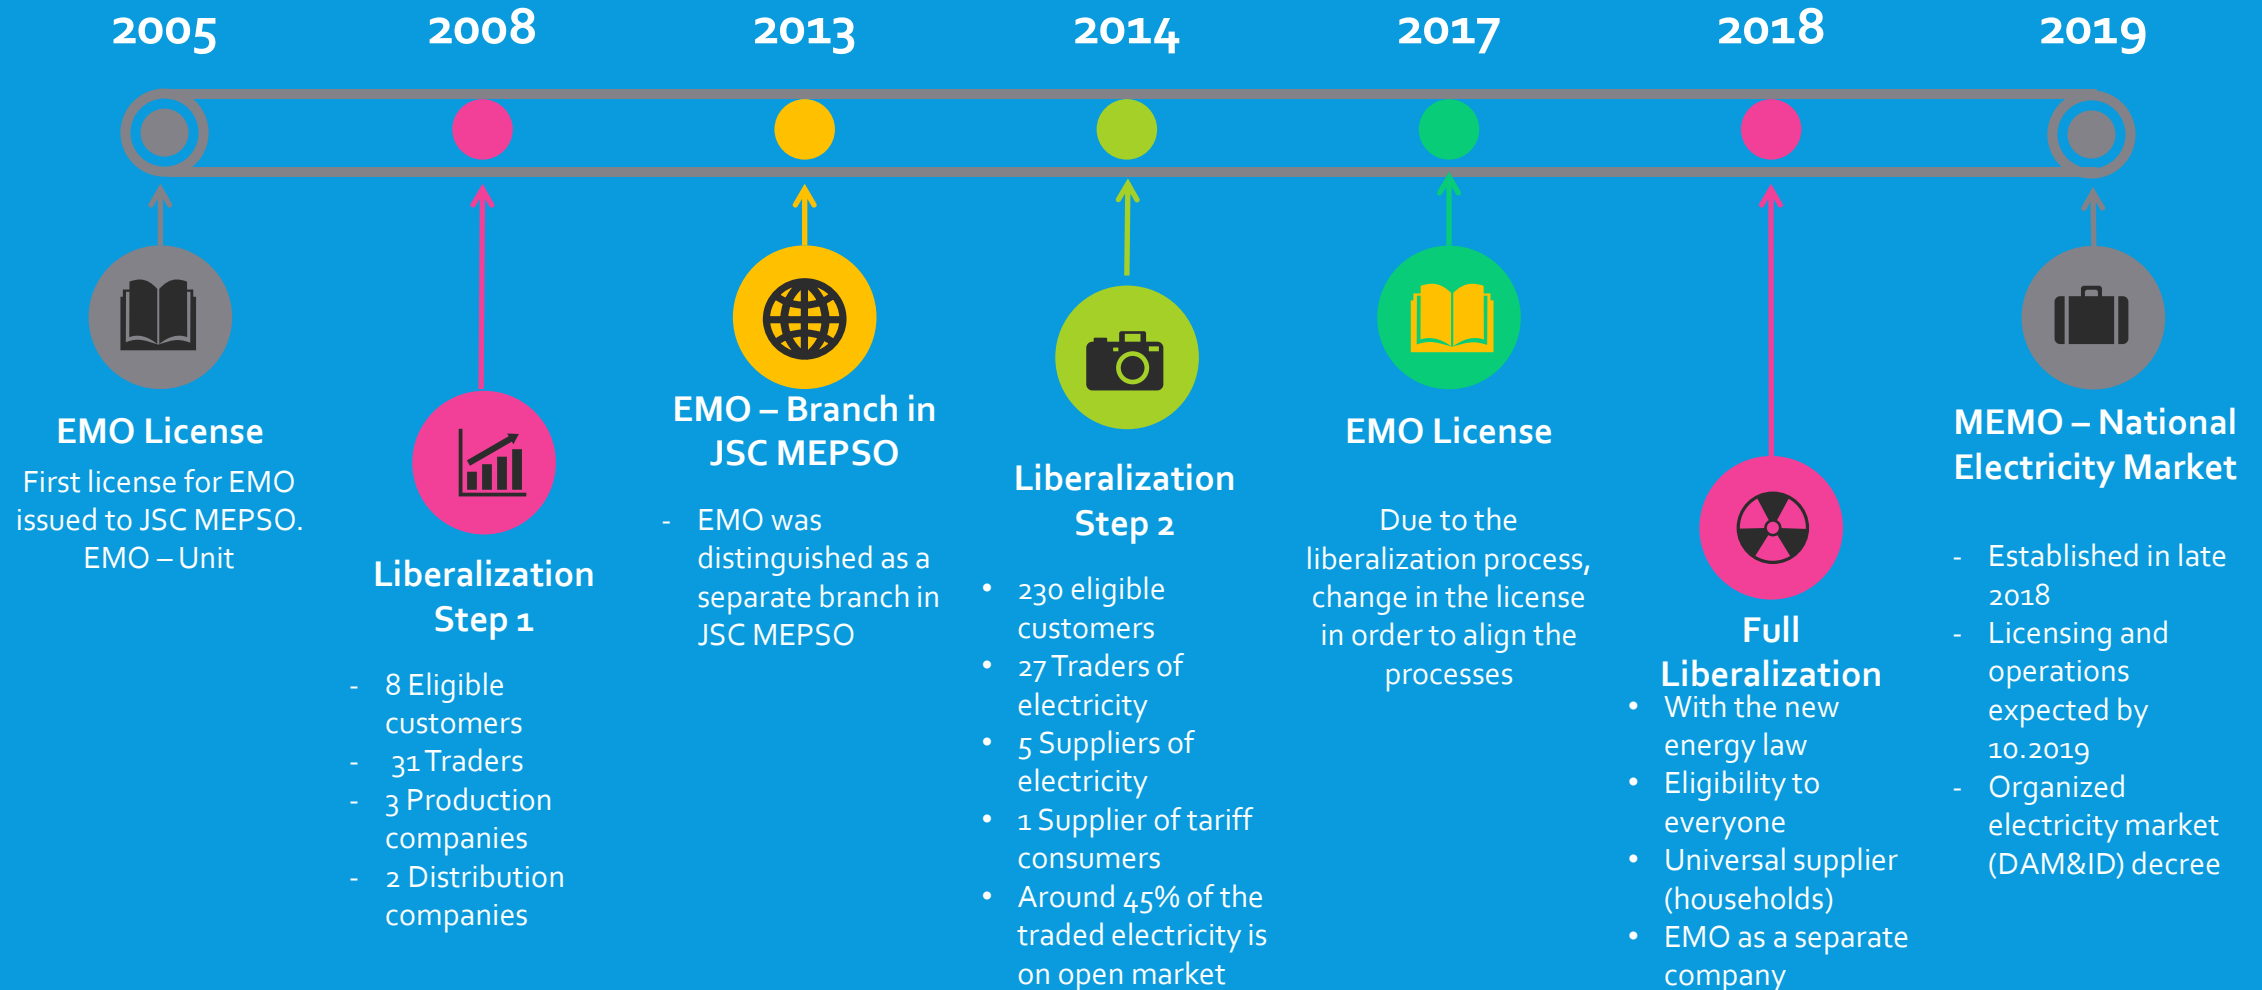 2005
2008
2013
2014
2017
2018
2019
EMO License
First license for EMO
issued to JSC MEPSO.
EMO – Unit
Liberalization
Step 1
- 8 Eligible
customers
- 31 Traders
- 3 Production
companies
- 2 Distribution
companies
EMO – Branch in
JSC MEPSO
- EMO was
distinguished as a
separate branch in
JSC MEPSO
Liberalization
Step 2
• 230 eligible
customers
• 27 Traders of
electricity
• 5 Suppliers of
electricity
• 1 Supplier of tariff
consumers
• Around 45% of the
traded electricity is
on open market
EMO License
Due to the
liberalization process,
change in the license
in order to align the
processes
Full
Liberalization
• With the new
energy law
• Eligibility to
everyone
• Universal supplier
(households)
• EMO as a separate
company
MEMO – National
Electricity Market
- Established in late
2018
- Licensing and
operations
expected by
10.2019
- Organized
electricity market
(DAM&ID) decree